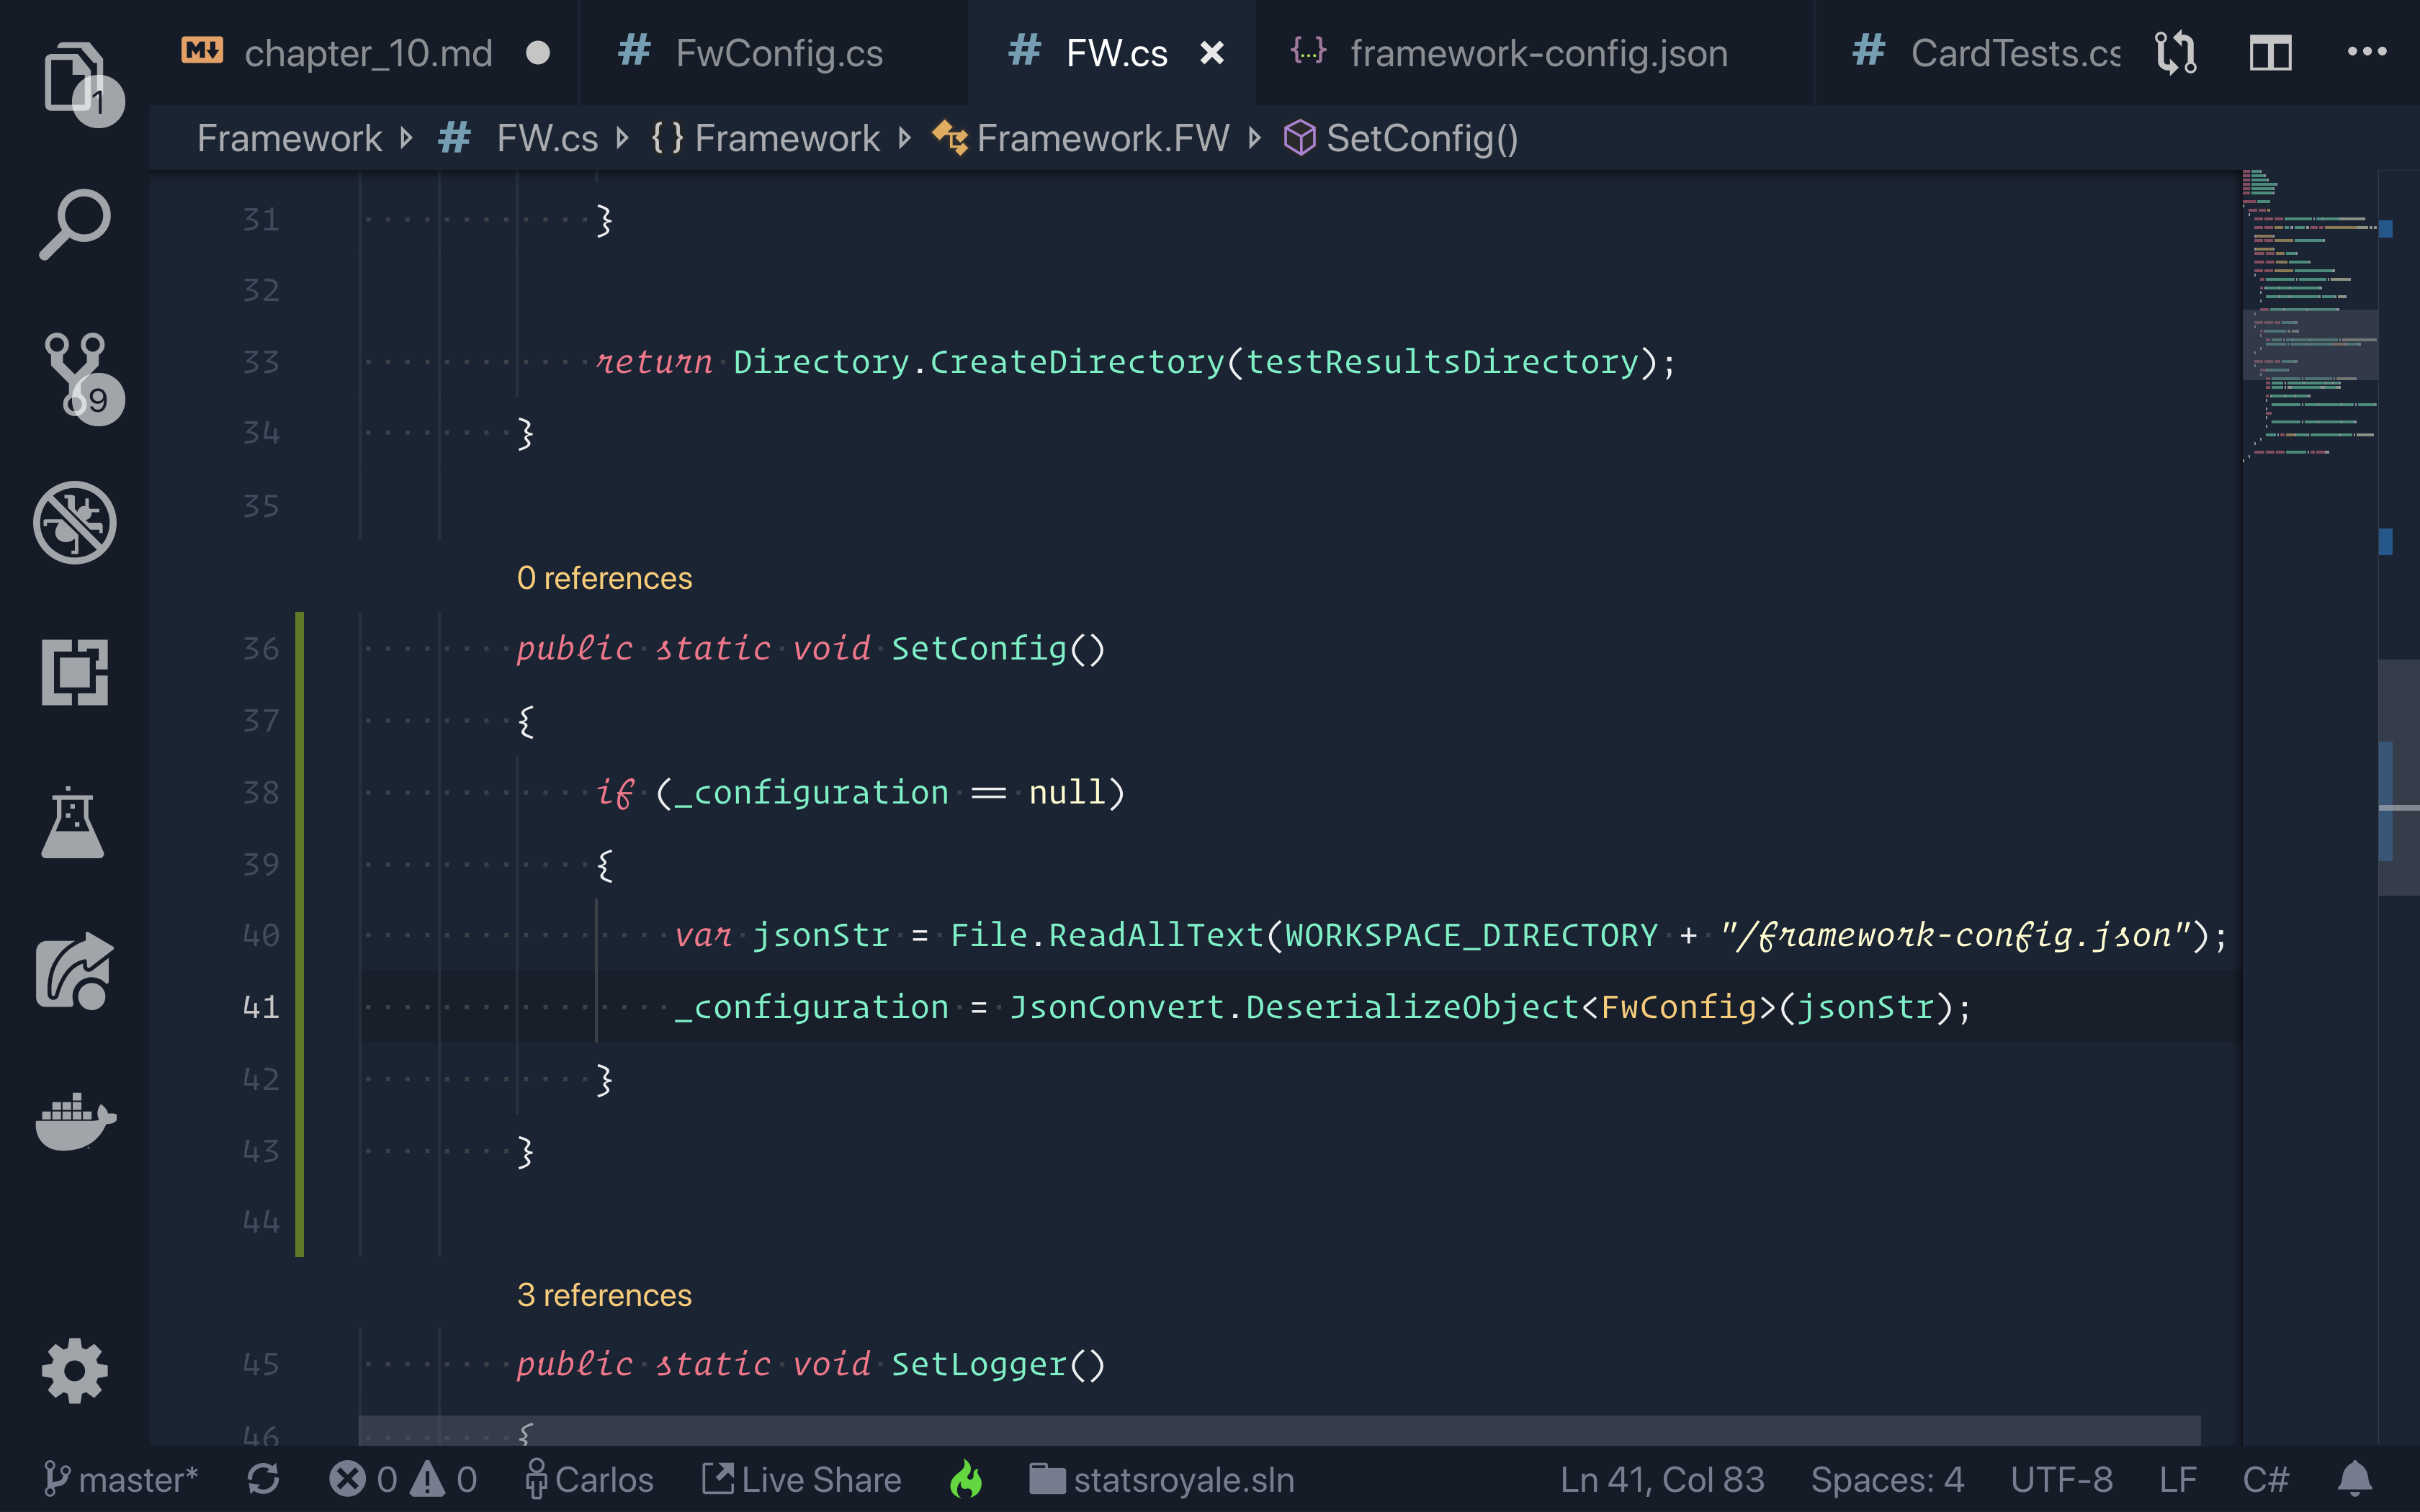 chapter_10.md FwConfig.cs FW.cs framework-config.json CardTests.cs
1
Framework FW.cs {} Framework Framework.FW SetConfig()
31 }
32
33 return Directory.CreateDirectory(testResultsDirectory);
34 }
35
0 references
36 public static void SetConfig()
37 {
38 if (_configuration == null)
39 {
40 var jsonStr = File.ReadAllText(WORKSPACE_DIRECTORY + "/framework-config.json");
41 _configuration = JsonConvert.DeserializeObject<FwConfig>(jsonStr);
42 }
43 }
44
3 references
45 public static void SetLogger()
46 {
9
master* 0 0 Carlos Live Share statsroyale.sln Ln 41, Col 83 Spaces: 4 UTF-8 LF C#